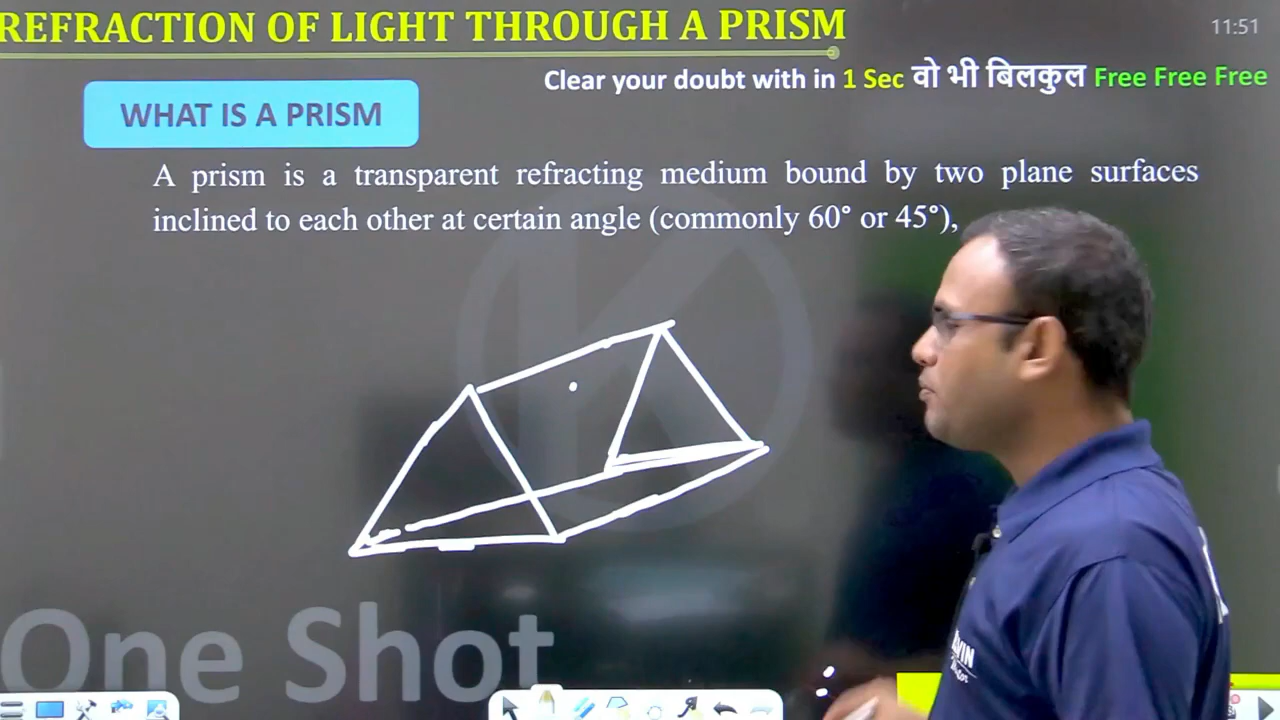 REFRACTION OF LIGHT THROUGH A PRISM
11:51
Clear your doubt with in 1 Sec वो भी बिलकुल Free Free Free
WHAT IS A PRISM
A prism is a transparent refracting medium bound by two plane surfaces
inclined to each other at certain angle (commonly 60° or 45°),
One Shot